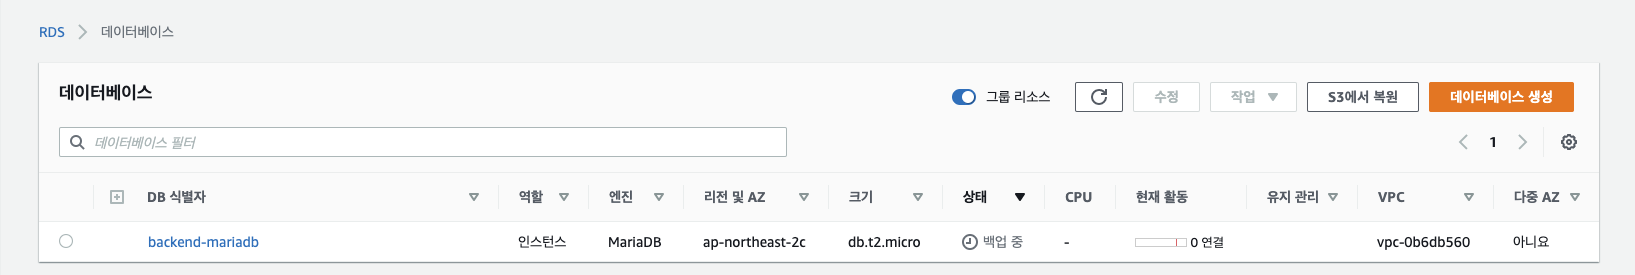 RDS > 데이터베이스
데이터베이스
그룹 리소스 수정 작업 S3에서 복원 데이터베이스 생성
데이터베이스 필터
1
DB 식별자 역할 엔진 리전 및 AZ 크기 상태 CPU 현재 활동 유지 관리 VPC 다중 AZ
backend-mariadb 인스턴스 MariaDB ap-northeast-2c db.t2.micro 백업 중 - 0 연결 vpc-0b6db560 아니요